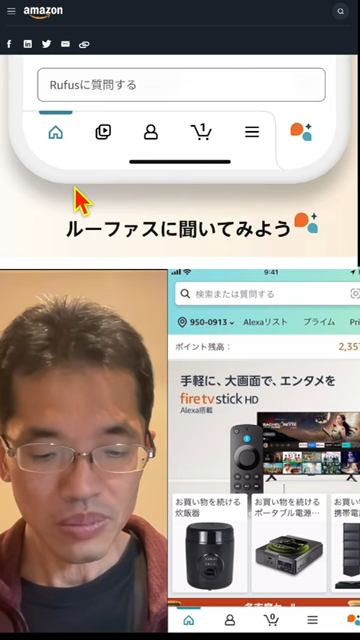 amazon
Rufusに質問する
1
ルーファスに聞いてみよう
9:41
検索または質問する
950-0913
Alexaリスト
プライム
Pri
ポイント残高：
2,357
手軽に、大画面で、エンタメを
fire tv stick HD
Alexa搭載
お買い物を続ける
炊飯器
お買い物を続ける
ポータブル電源…
お買い物
携帯電
0